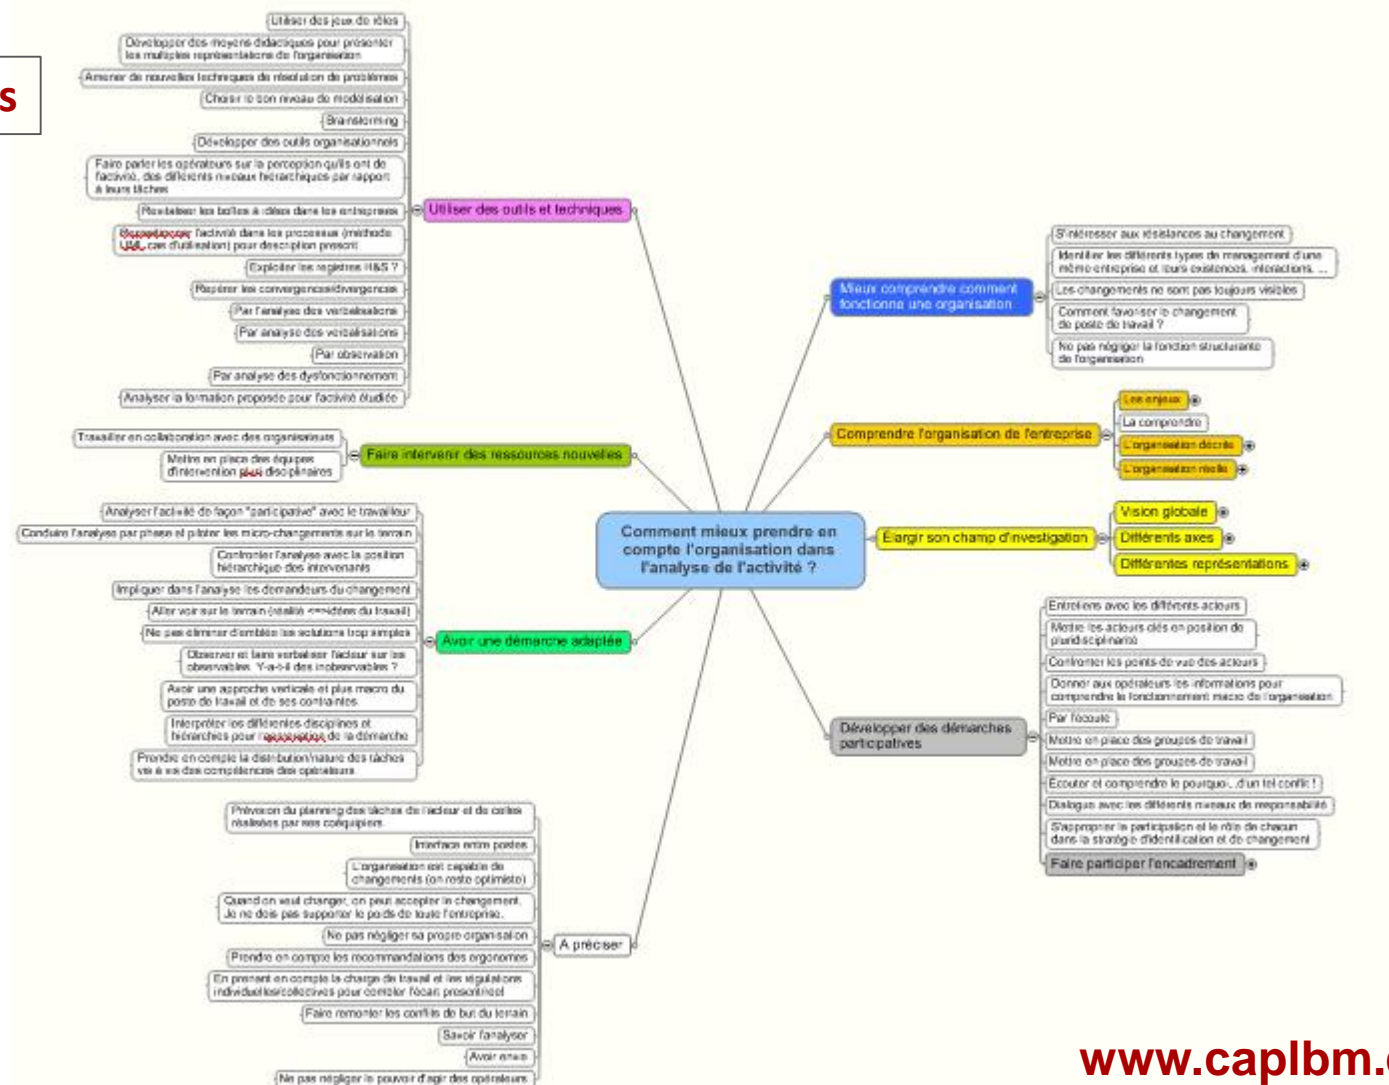 s
Utiliser des jeux de rôles
Développer des moyens didactiques pour présenter
les multiples représentations de l'organisation
Amener de nouvelles techniques de résolution de problèmes
Choisir le bon niveau de modélisation
Brainstorming
Développer des outils organisationnels
Faire parler les opérateurs sur la perception qu'ils ont de
l'activité, des différents niveaux hiérarchiques par rapport
à leurs tâches
Revitaliser les boîtes à idées dans les entreprises
l'activité dans les processus (méthode
UML, cas d'utilisation) pour description prescrit
Exploiter les registres H&S ?
Repérer les convergences/divergences
Par l'analyse des verbalisations
Par analyse des verbalisations
Par observation
Par analyse des dysfonctionnement
Analyser la formation proposée pour l'activité étudiée
Utiliser des outils et techniques
Travailler en collaboration avec des organisateurs
Mettre en place des équipes
d'intervention pluri disciplinaires
Faire intervenir des ressources nouvelles
Analyser l'activité de façon "participative" avec le travailleur
Conduire l'analyse par phase et piloter les micro-changements sur le terrain
Confronter l'analyse avec la position
hiérarchique des intervenants
Impliquer dans l'analyse les demandeurs du changement
Aller voir sur le terrain (réalité <=>idées du travail)
Ne pas éliminer d'emblée les solutions trop simples
Observer et faire verbaliser l'acteur sur les
observables. Y-a-t-il des inobservables ?
Avoir une approche verticale et plus macro du
poste de travail et de ses contraintes
Interpréter les différentes disciplines et
hiérarchies pour de la démarche
Prendre en compte la distribution/nature des tâches
vis à vis des compétences des opérateurs
Avoir une démarche adaptée
Prévision du planning des tâches de l'acteur et de celles
réalisées par ses coéquipiers
Interface entre postes
L'organisation est capable de
changements (on reste optimiste)
Quand on veut changer, on peut accepter le changement.
Je ne dois pas supporter le poids de toute l'entreprise.
Ne pas négliger sa propre organisation
Prendre en compte les recommandations des ergonomes
En prenant en compte la charge de travail et les régulations
individuelles/collectives pour combler l'écart prescrit/réel
Faire remonter les conflits de but du terrain
Savoir l'analyser
Avoir envie
Ne pas négliger le pouvoir d'agir des opérateurs
A préciser
Comment mieux prendre en
compte l'organisation dans
l'analyse de l'activité ?
Mieux comprendre comment
fonctionne une organisation
S'intéresser aux résistances au changement
Identifier les différents types de management d'une
même entreprise et leurs existences, interactions, ...
Les changements ne sont pas toujours visibles
Comment favoriser le changement
de poste de travail ?
Ne pas négliger la fonction structurante
de l'organisation
Comprendre l'organisation de l'entreprise
Les enjeux
La comprendre
L'organisation décrite
L'organisation réelle
Élargir son champ d'investigation
Vision globale
Différents axes
Différentes représentations
Développer des démarches
participatives
Entretiens avec les différents acteurs
Mettre les acteurs clés en position de
pluridisciplinarité
Confronter les points de vue des acteurs
Donner aux opérateurs les informations pour
comprendre le fonctionnement macro de l'organisation
Par l'écoute
Mettre en place des groupes de travail
Mettre en place des groupes de travail
Écouter et comprendre le pourquoi...d'un tel conflit !
Dialogue avec les différents niveaux de responsabilité
S'approprier la participation et le rôle de chacun
dans la stratégie d'identification et de changement
Faire participer l'encadrement
www.caplbm.c